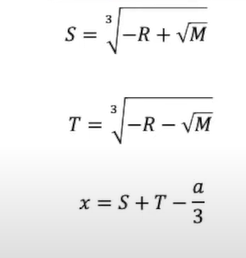 S = ∛(−R + √M)
T = ∛(−R − √M)
x = S + T − a/3